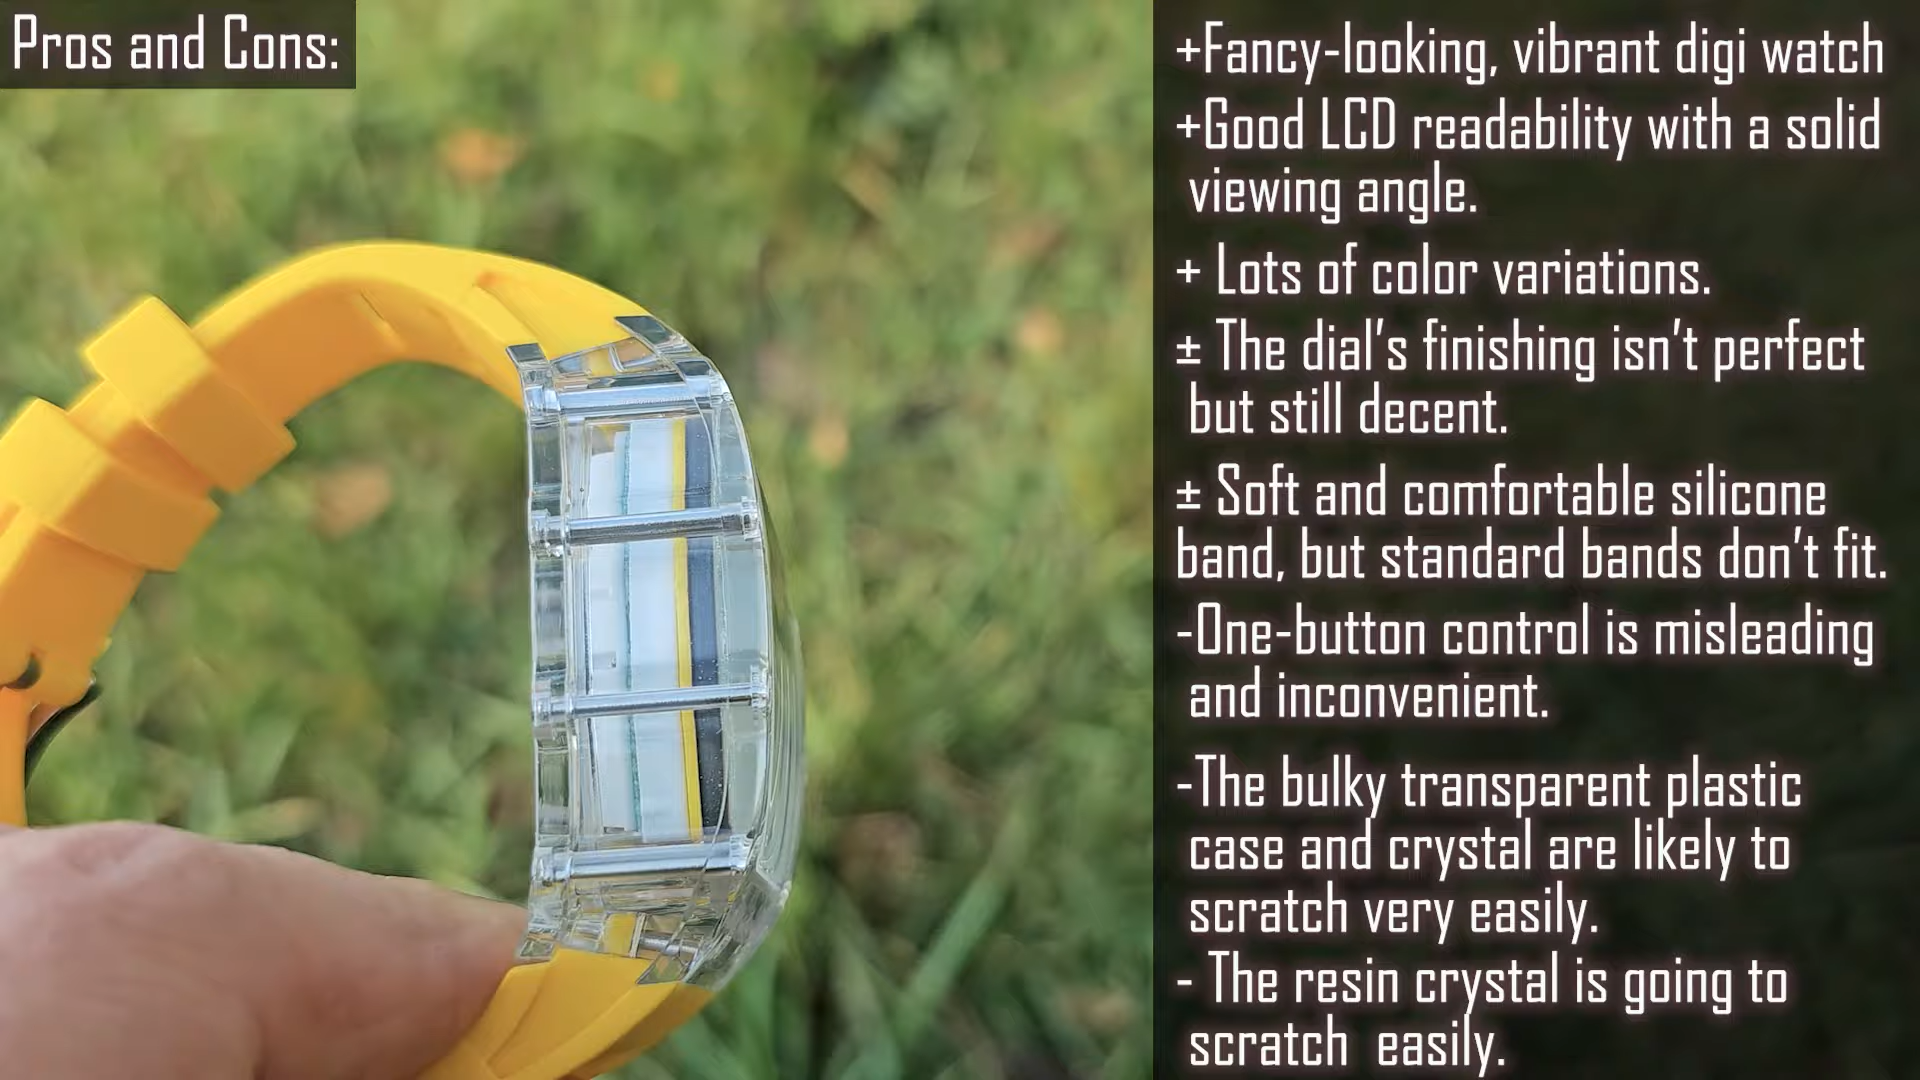 Pros and Cons:
+Fancy-looking, vibrant digi watch
+Good LCD readability with a solid
viewing angle.
+ Lots of color variations.
± The dial's finishing isn't perfect
but still decent.
± Soft and comfortable silicone
band, but standard bands don't fit.
-One-button control is misleading
and inconvenient.
-The bulky transparent plastic
case and crystal are likely to
scratch very easily.
- The resin crystal is going to
scratch  easily.